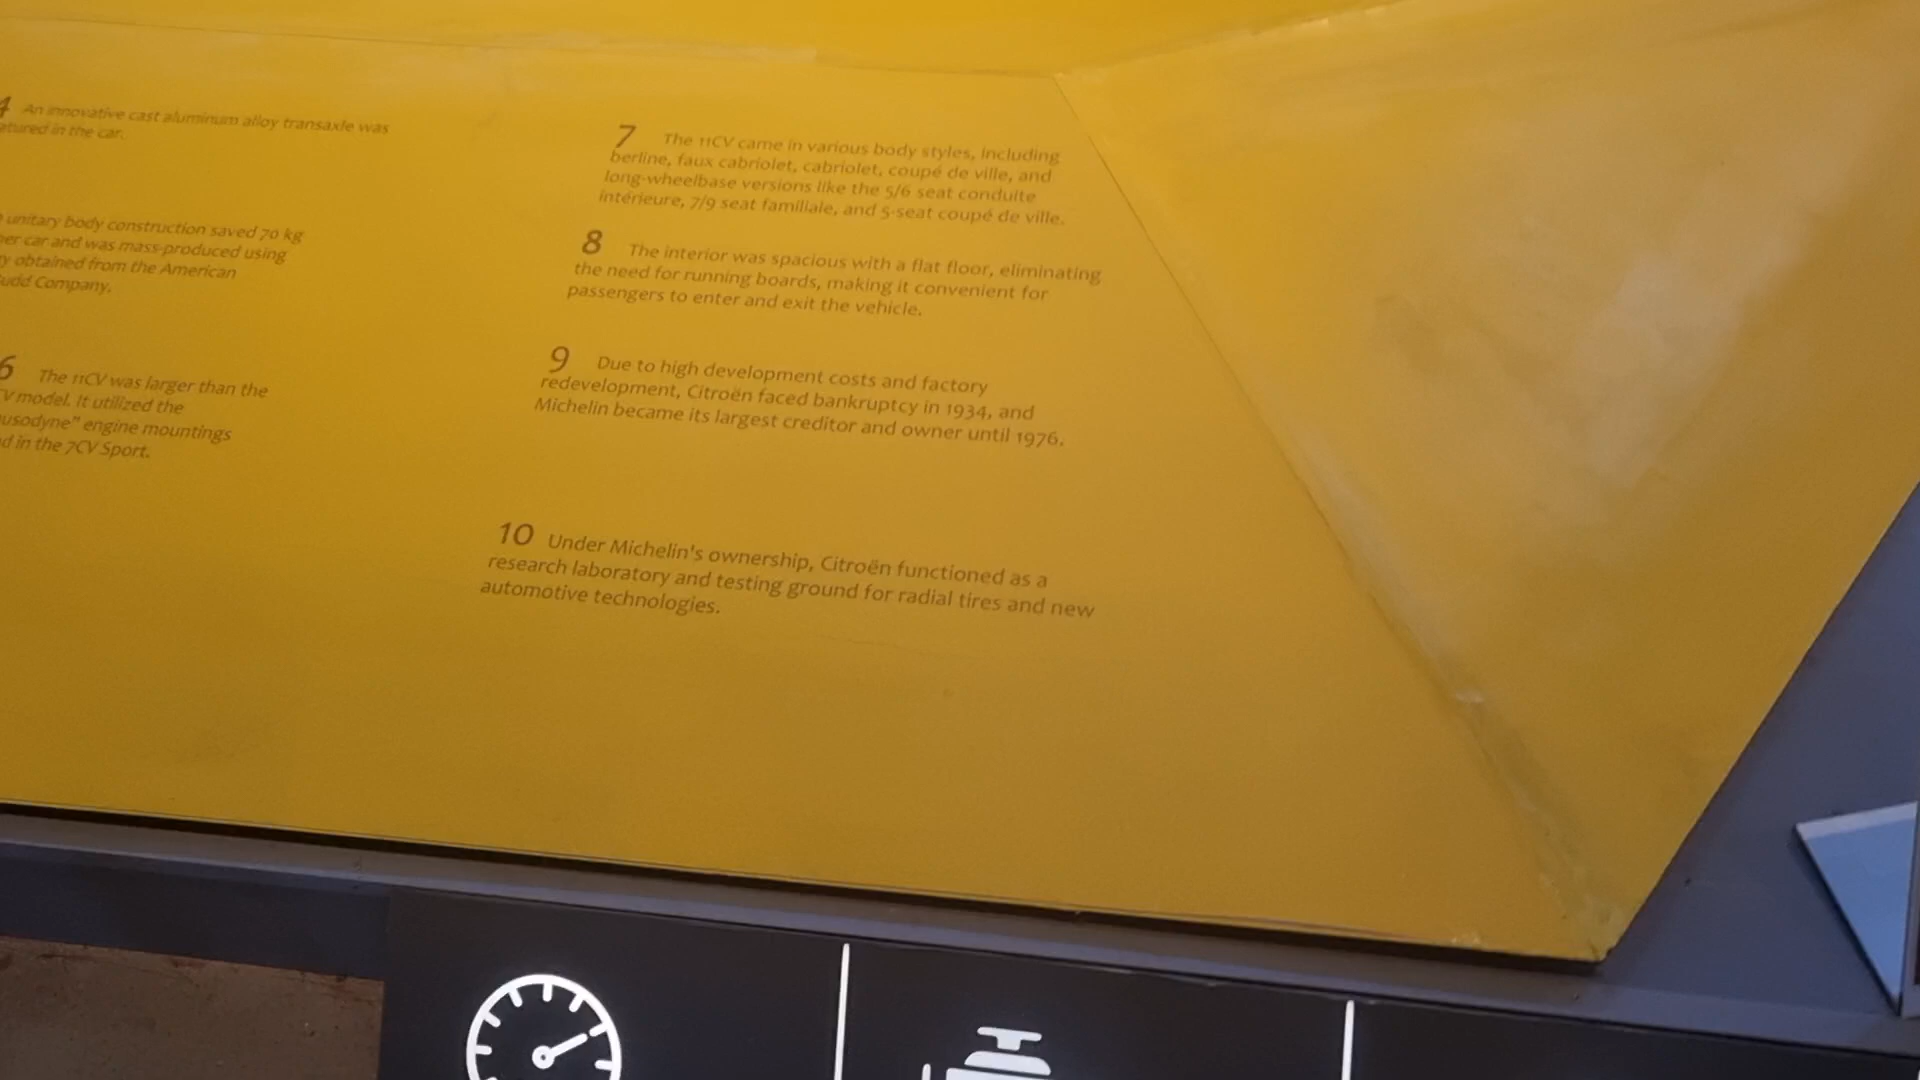 4 An innovative cast aluminum alloy transaxle was
atured in the car.
unitary body construction saved 70 kg
per car and was mass-produced using
y obtained from the American
udd Company.
6 The 11CV was larger than the
CV model. It utilized the
usodyne" engine mountings
d in the 7CV Sport.
7 The 11CV came in various body styles, including
berline, faux cabriolet, cabriolet, coupé de ville, and
long-wheelbase versions like the 5/6 seat conduite
intérieure, 7/9 seat familiale, and 5-seat coupé de ville.
8 The interior was spacious with a flat floor, eliminating
the need for running boards, making it convenient for
passengers to enter and exit the vehicle.
9 Due to high development costs and factory
redevelopment, Citroën faced bankruptcy in 1934, and
Michelin became its largest creditor and owner until 1976.
10 Under Michelin's ownership, Citroën functioned as a
research laboratory and testing ground for radial tires and new
automotive technologies.